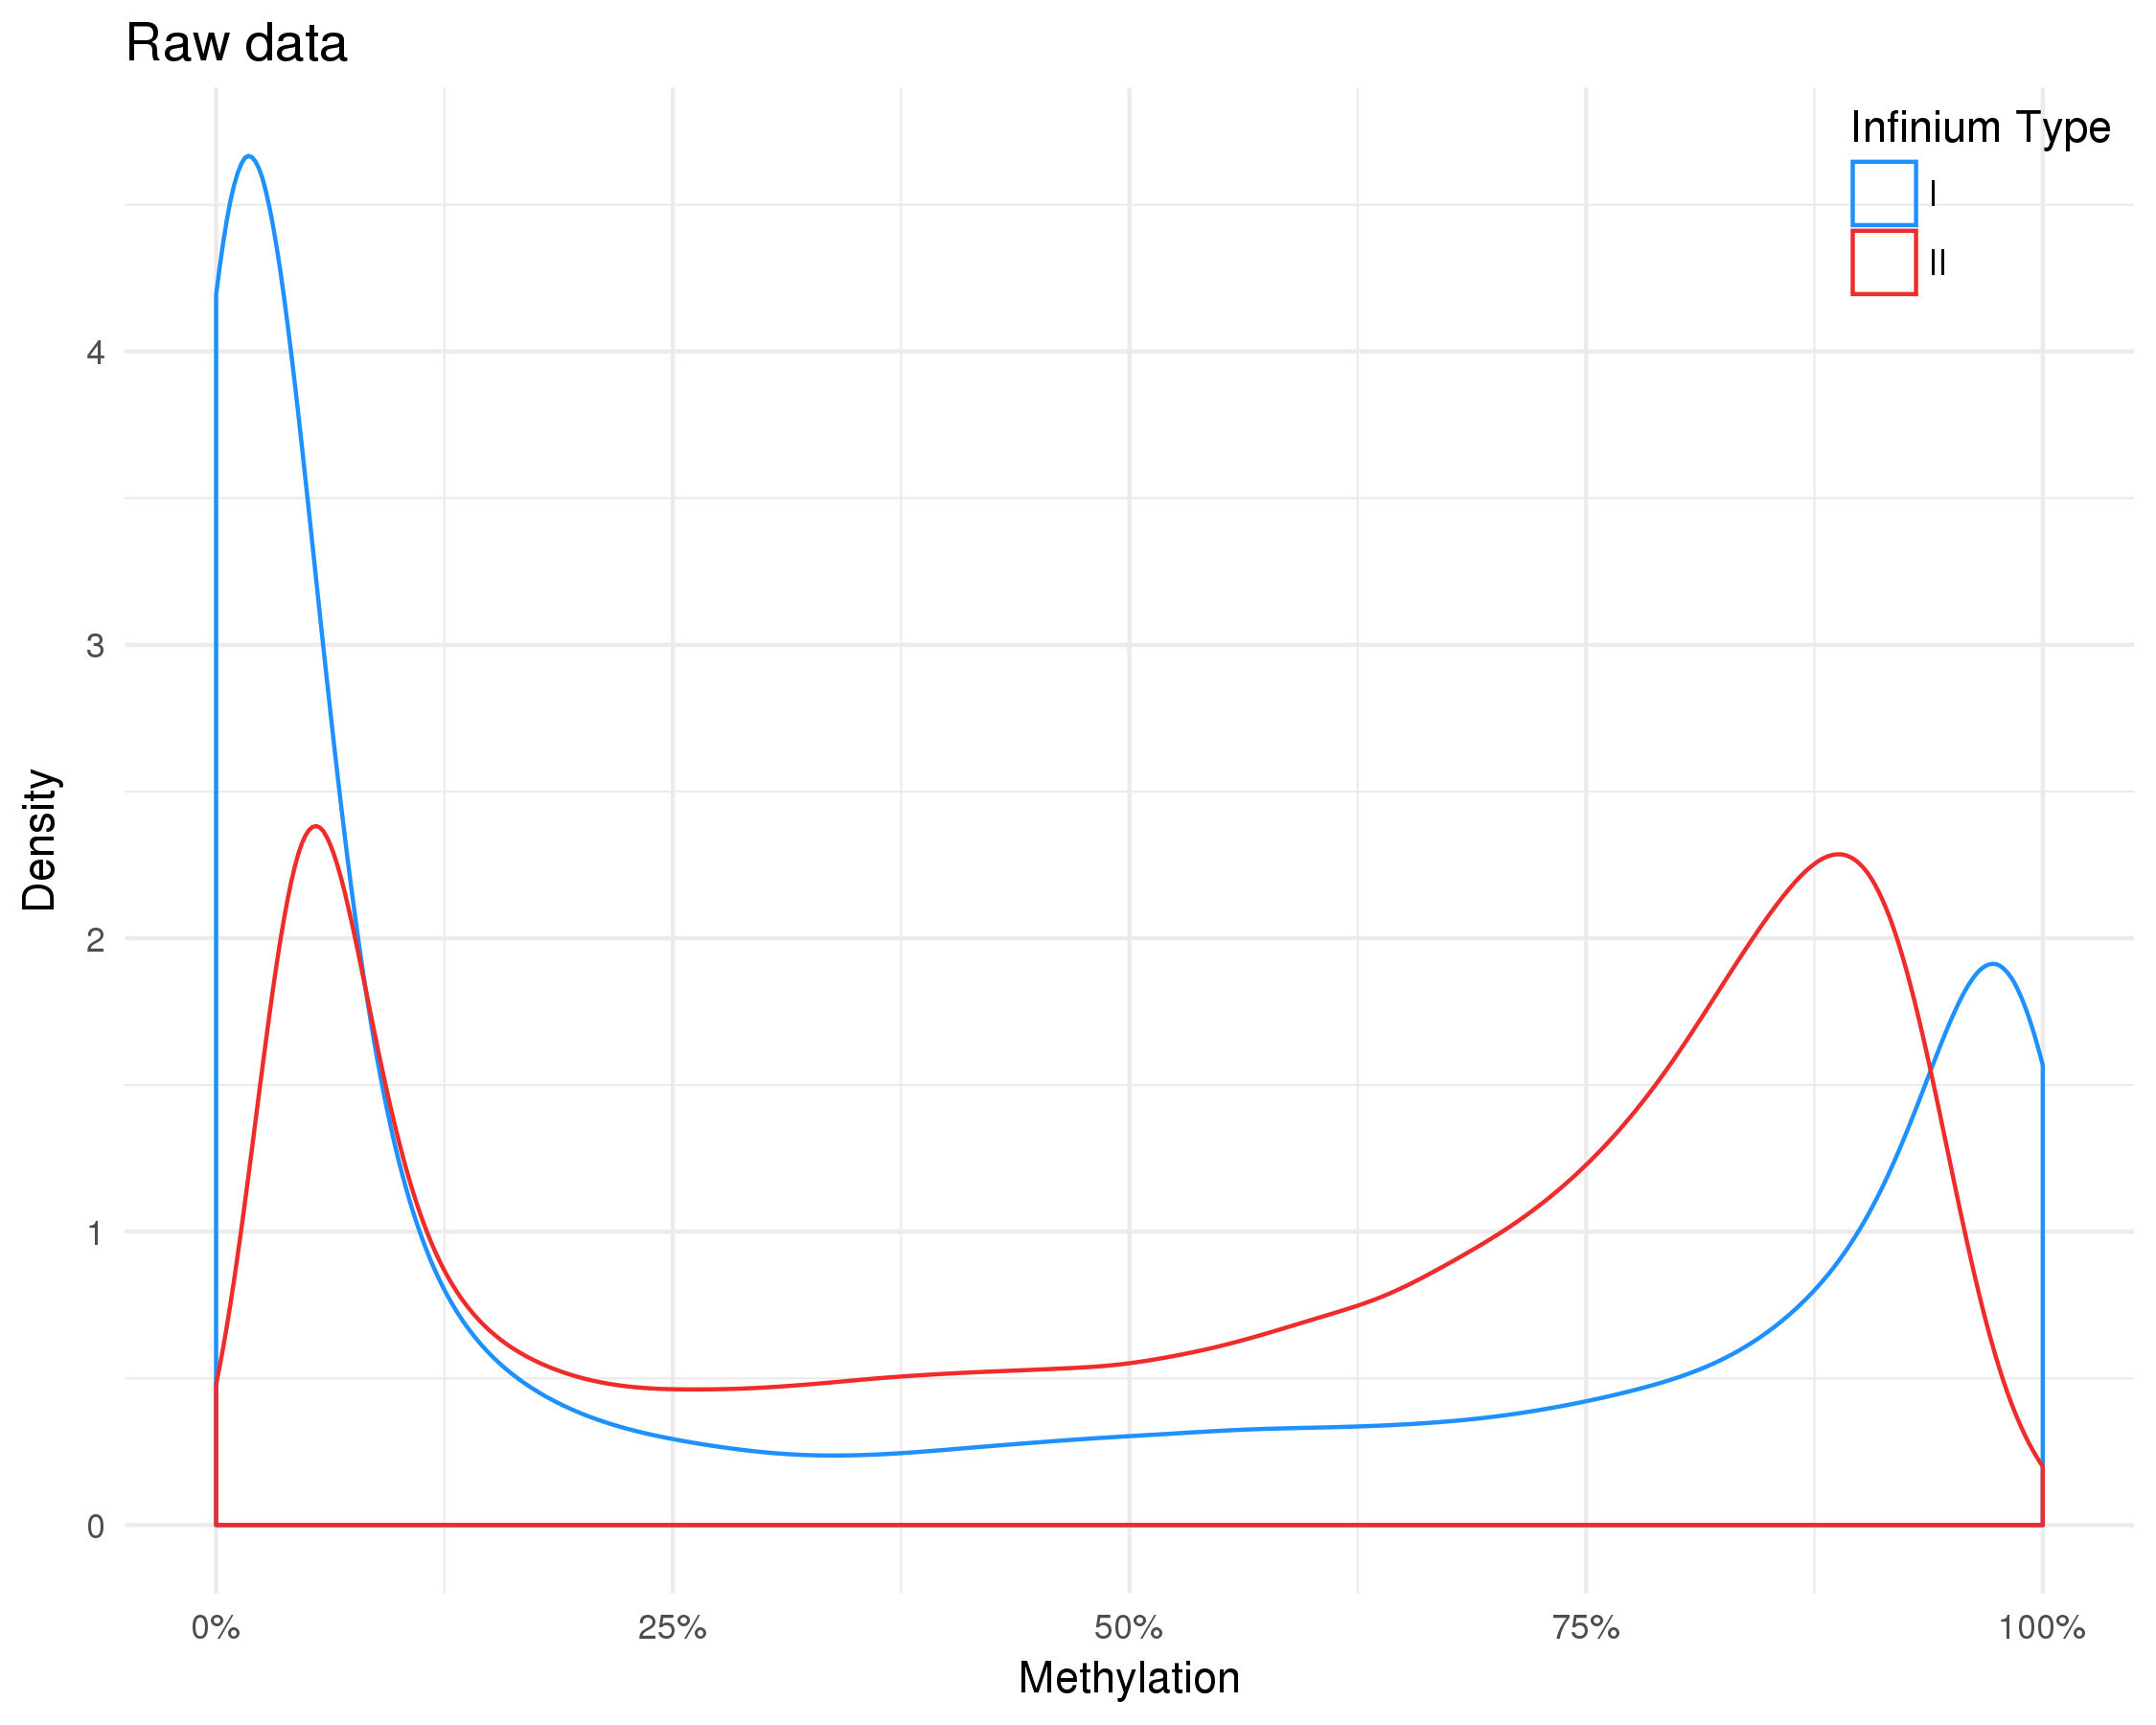 Raw data
Infinium Type
I
II
4
3
2
1
0
Density
0% 25% 50% 75% 100%
Methylation